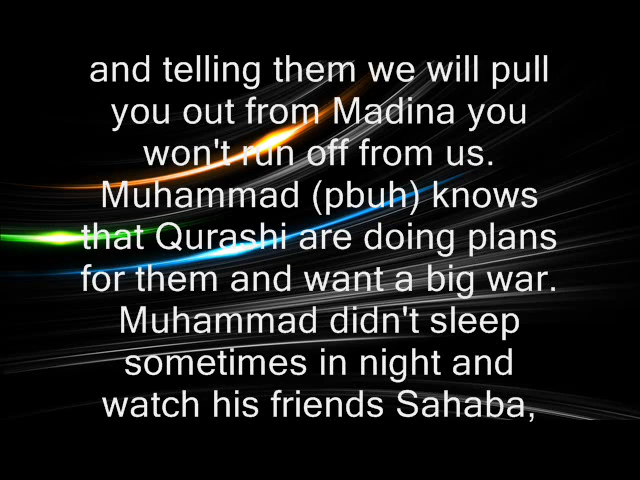 and telling them we will pull
you out from Madina you
won't run off from us.
Muhammad (pbuh) knows
that Qurashi are doing plans
for them and want a big war.
Muhammad didn't sleep
sometimes in night and
watch his friends Sahaba,